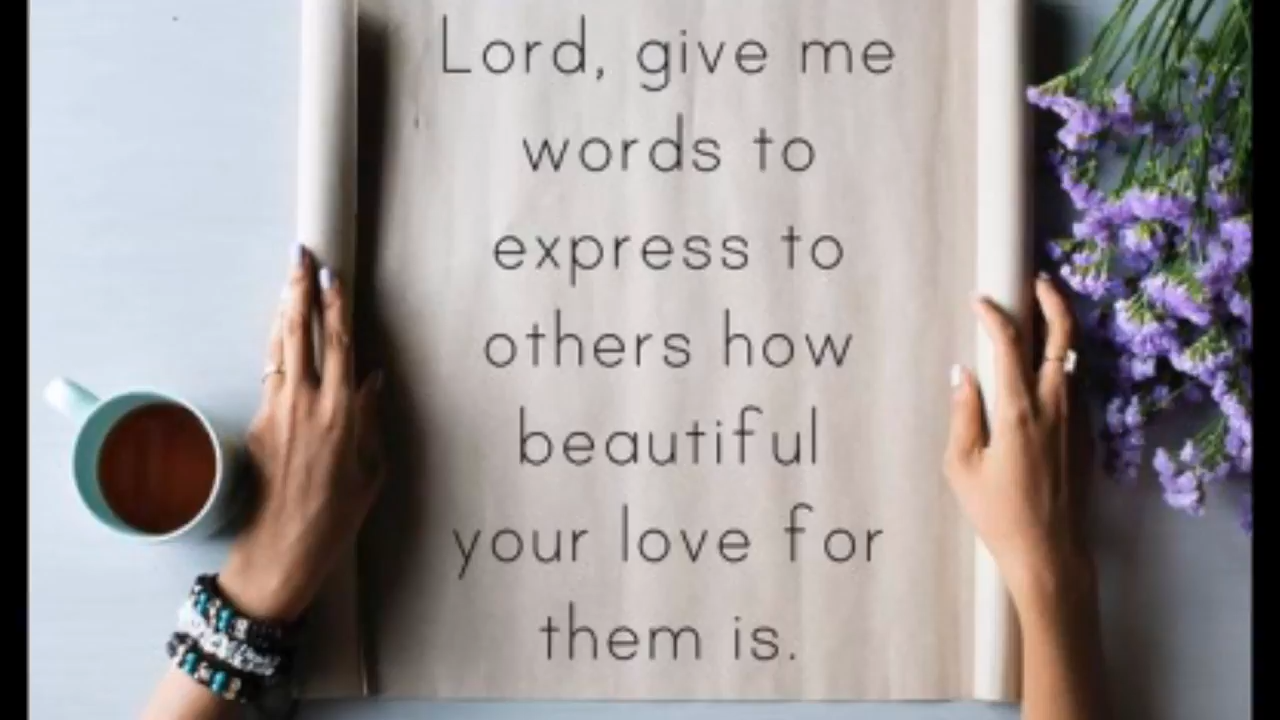 Lord, give me
words to
express to
others how
beautiful
your love for
them is.